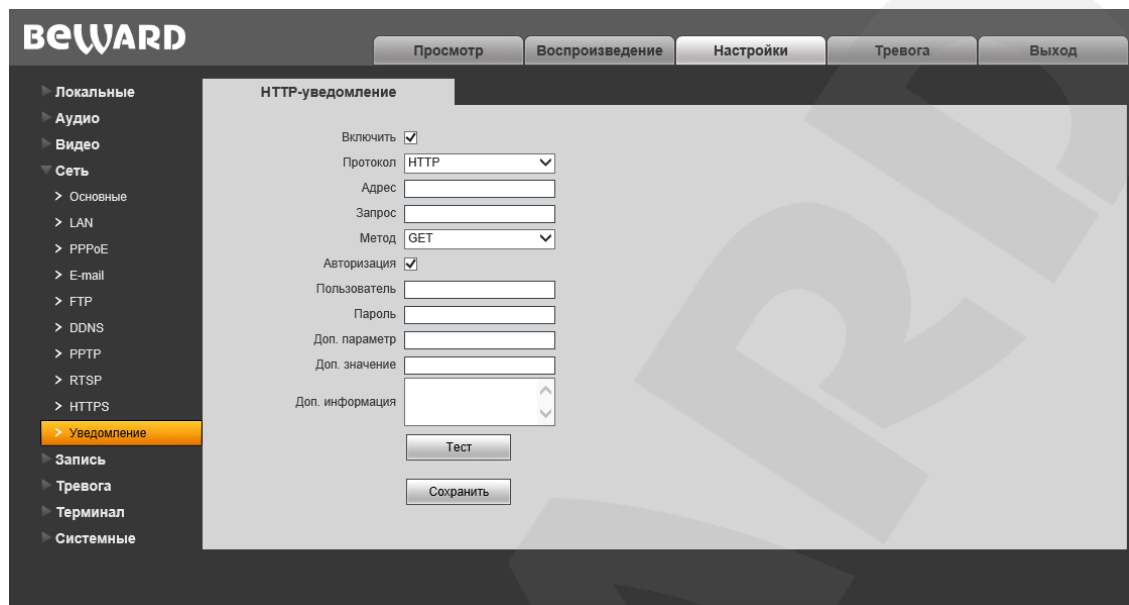 BEWARD
Просмотр
Воспроизведение
Настройки
Тревога
Выход
Локальные
Аудио
Видео
Сеть
Основные
LAN
PPPoE
E-mail
FTP
DDNS
PPTP
RTSP
HTTPS
Уведомление
Запись
Тревога
Терминал
Системные
HTTP-уведомление
Включить
Протокол HTTP
Адрес
Запрос
Метод GET
Авторизация
Пользователь
Пароль
Доп. параметр
Доп. значение
Доп. информация
Тест
Сохранить